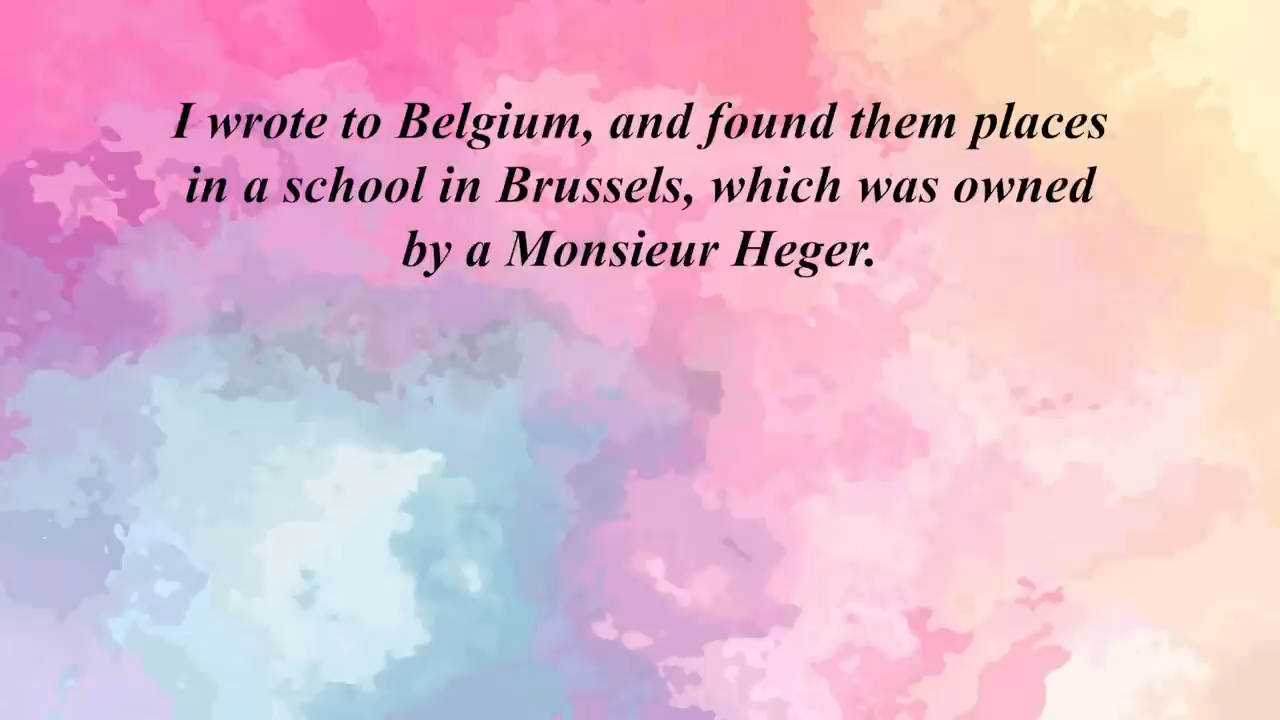 I wrote to Belgium, and found them places
in a school in Brussels, which was owned
by a Monsieur Heger.